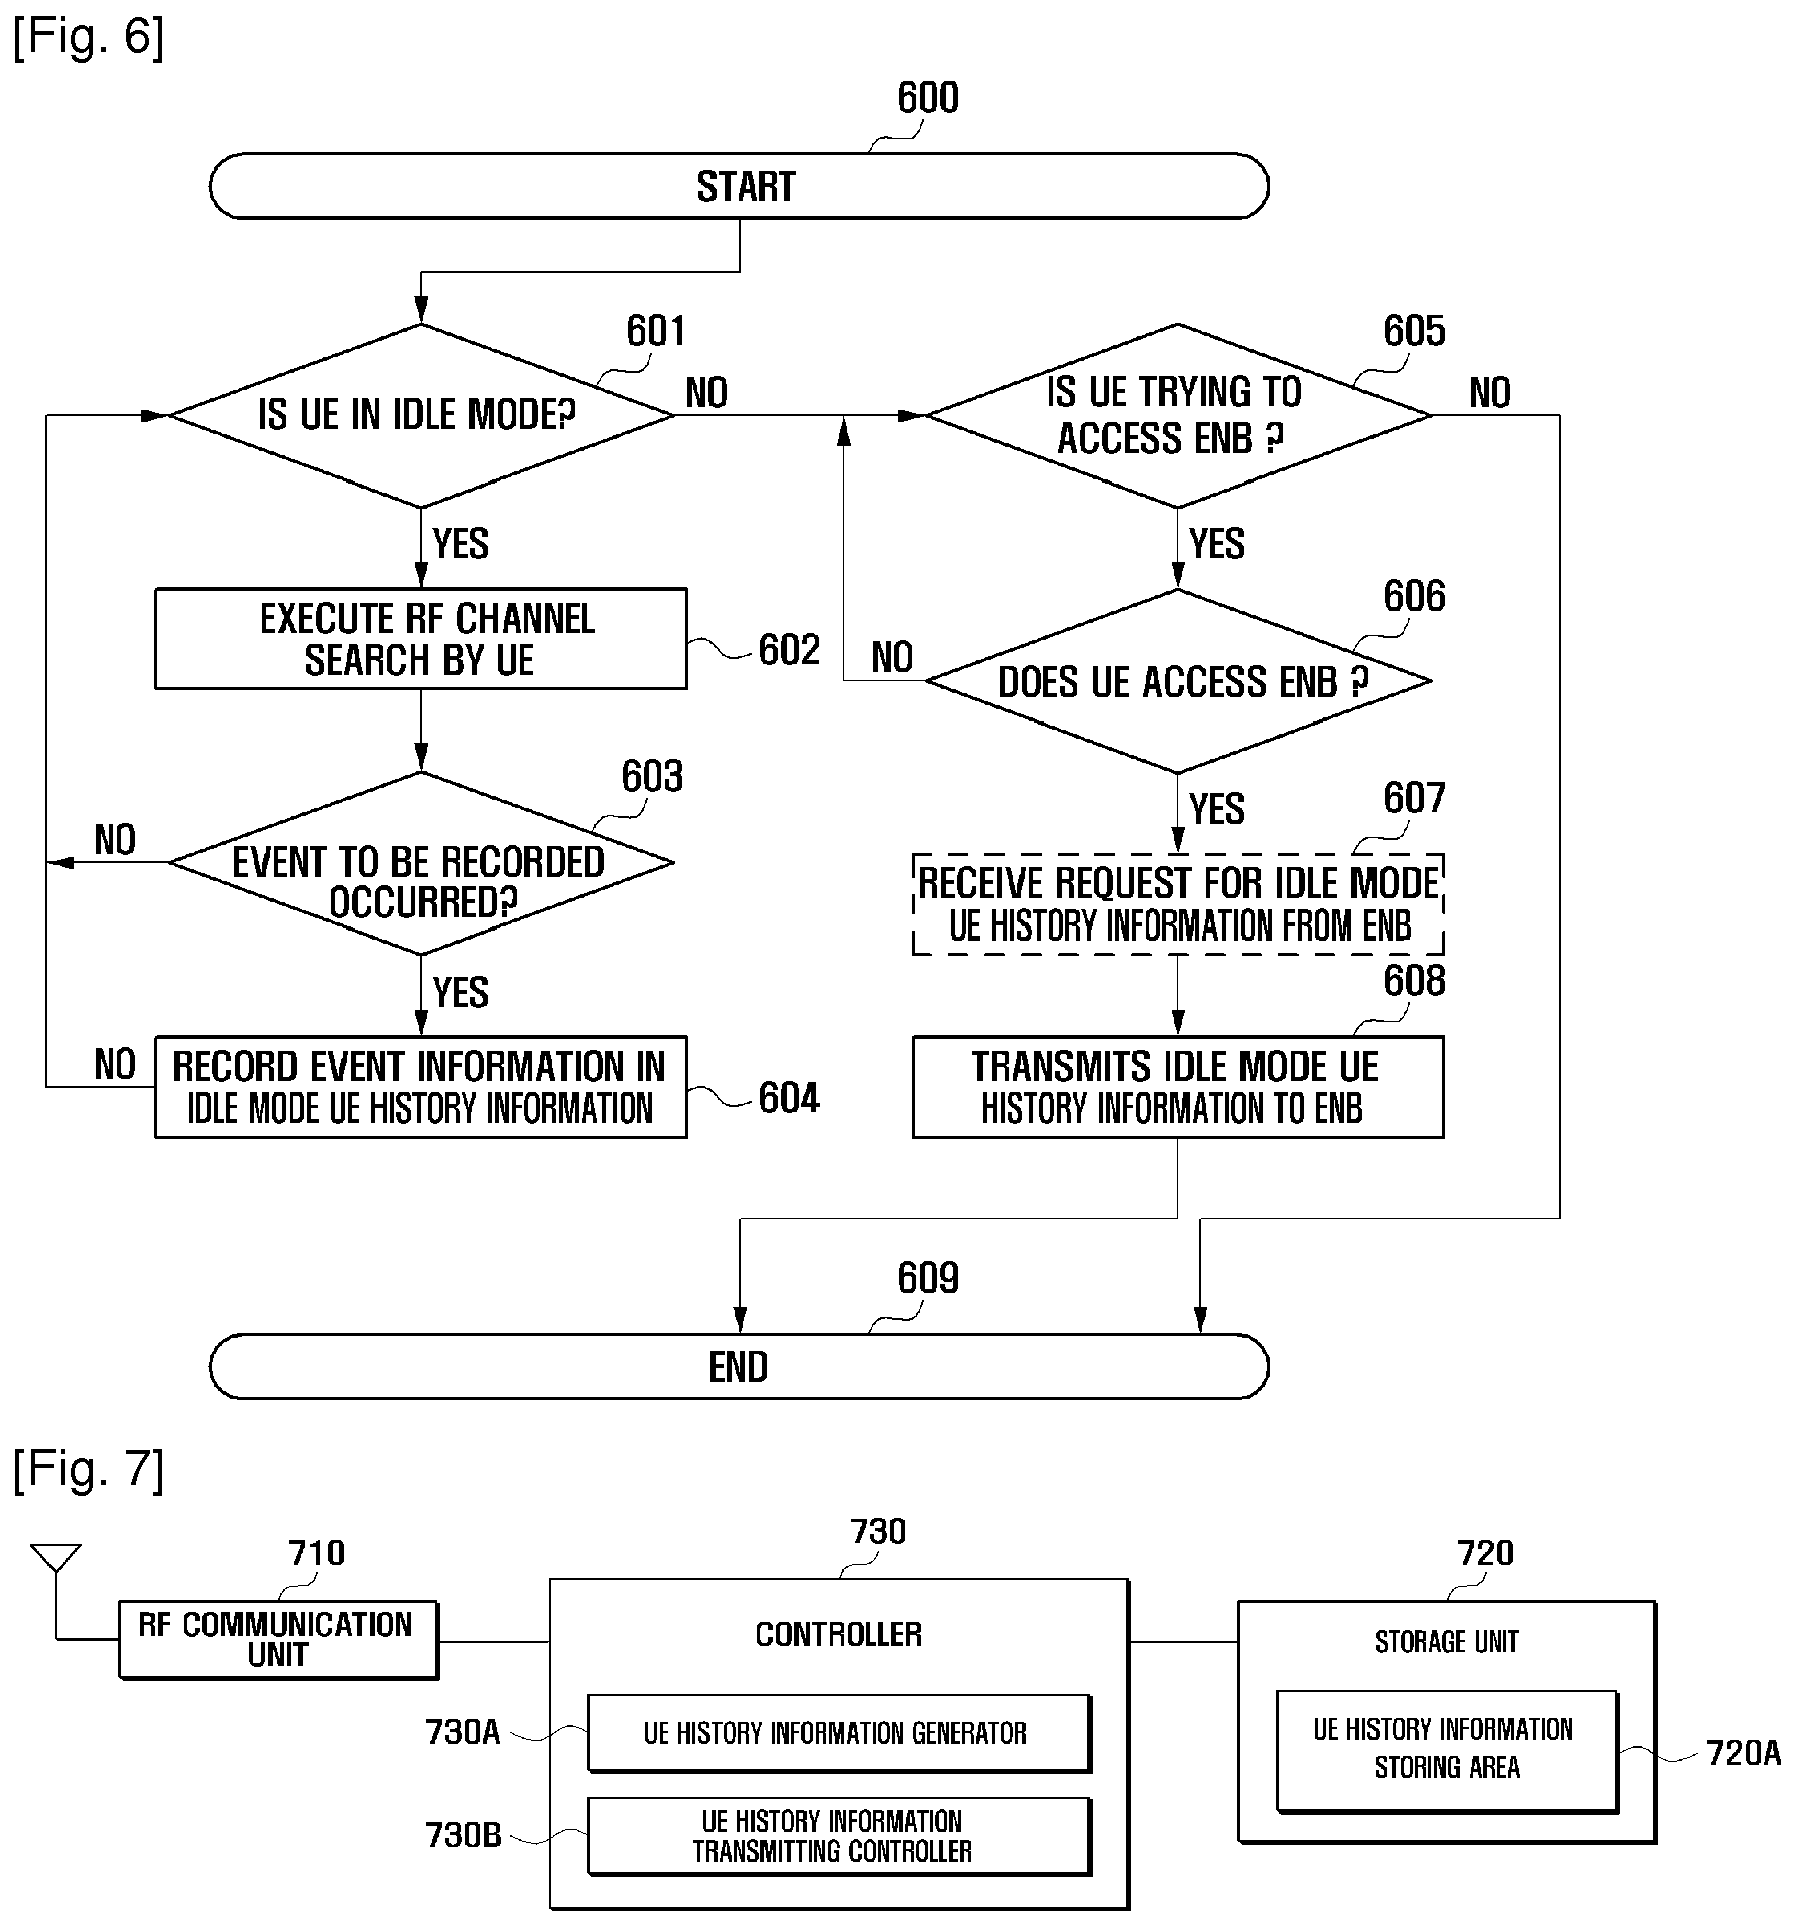 [Fig. 6]
600
START
601
IS UE IN IDLE MODE?
NO
YES
EXECUTE RF CHANNEL
SEARCH BY UE
602
603
EVENT TO BE RECORDED
OCCURRED?
NO
YES
NO
RECORD EVENT INFORMATION IN
IDLE MODE UE HISTORY INFORMATION
604
605
IS UE TRYING TO
ACCESS ENB ?
NO
YES
606
DOES UE ACCESS ENB ?
NO
YES
607
RECEIVE REQUEST FOR IDLE MODE
UE HISTORY INFORMATION FROM ENB
608
TRANSMITS IDLE MODE UE
HISTORY INFORMATION TO ENB
609
END
[Fig. 7]
710
RF COMMUNICATION
UNIT
730
CONTROLLER
730A
UE HISTORY INFORMATION GENERATOR
730B
UE HISTORY INFORMATION
TRANSMITTING CONTROLLER
720
STORAGE UNIT
UE HISTORY INFORMATION
STORING AREA
720A